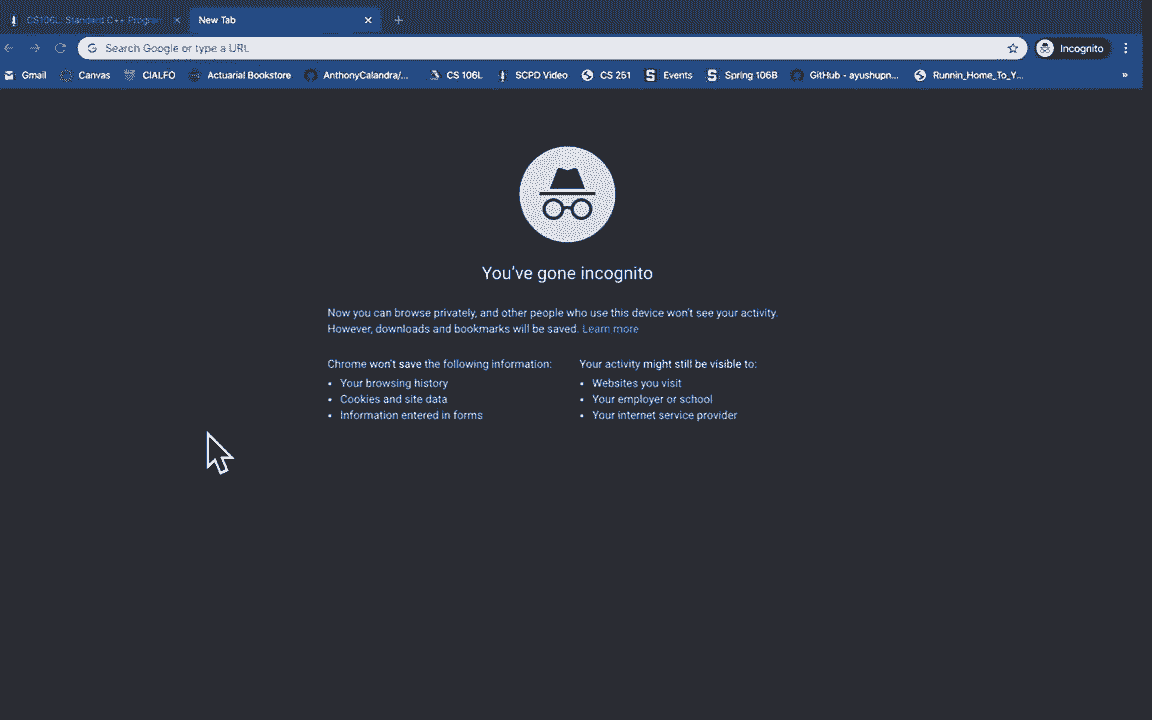 CS106L: Standard C++ Program
New Tab
Search Google or type a URL
Incognito
Gmail Canvas CIALFO Actuarial Bookstore AnthonyCalandra/... CS 106L SCPD Video CS 251 Events Spring 106B GitHub - ayushupn... Runnin_Home_To_Y... »
You've gone incognito
Now you can browse privately, and other people who use this device won't see your activity.
However, downloads and bookmarks will be saved. Learn more
Chrome won't save the following information:
Your browsing history
Cookies and site data
Information entered in forms
Your activity might still be visible to:
Websites you visit
Your employer or school
Your internet service provider